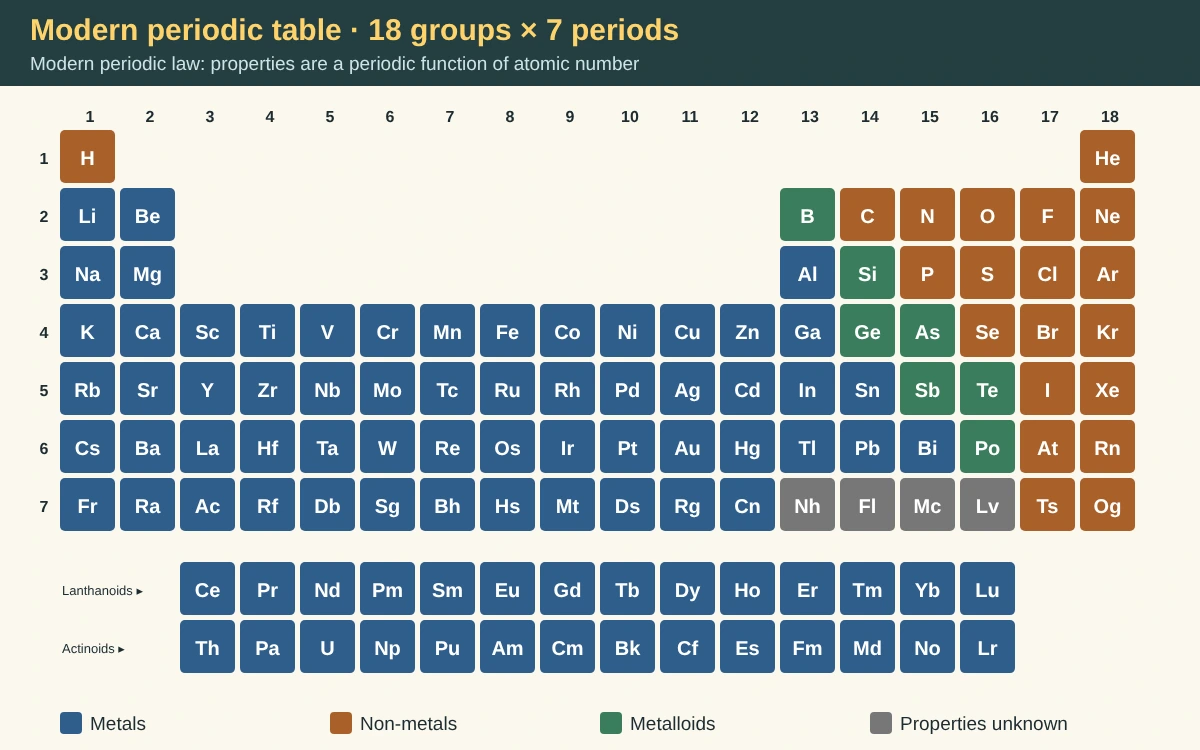 Modern periodic table · 18 groups × 7 periods
Modern periodic law: properties are a periodic function of atomic number
1 2 3 4 5 6 7 8 9 10 11 12 13 14 15 16 17 18
1 H He
2 Li Be B C N O F Ne
3 Na Mg Al Si P S Cl Ar
4 K Ca Sc Ti V Cr Mn Fe Co Ni Cu Zn Ga Ge As Se Br Kr
5 Rb Sr Y Zr Nb Mo Tc Ru Rh Pd Ag Cd In Sn Sb Te I Xe
6 Cs Ba La Hf Ta W Re Os Ir Pt Au Hg Tl Pb Bi Po At Rn
7 Fr Ra Ac Rf Db Sg Bh Hs Mt Ds Rg Cn Nh Fl Mc Lv Ts Og
Lanthanoids ▸ Ce Pr Nd Pm Sm Eu Gd Tb Dy Ho Er Tm Yb Lu
Actinoids ▸ Th Pa U Np Pu Am Cm Bk Cf Es Fm Md No Lr
Metals Non-metals Metalloids Properties unknown